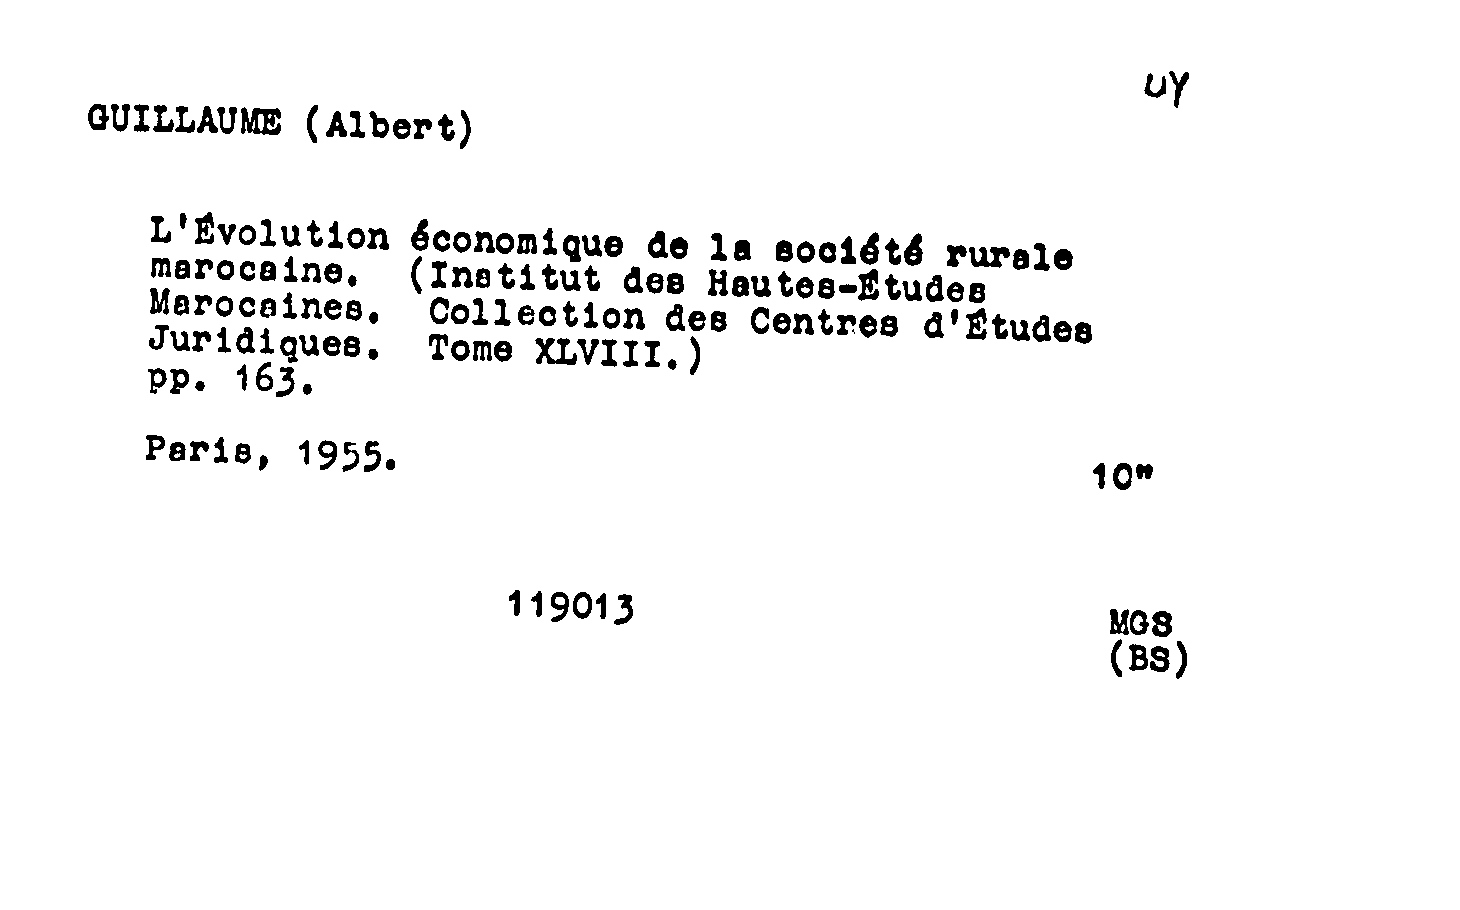 UY
GUILLAUME (Albert)
L'Évolution économique de la société rurale
marocaine. (Institut des Hautes-Études
Marocaines. Collection des Centres d'Études
Juridiques. Tome XLVIII.)
pp. 163.
Paris, 1955.
10"
119013
MGS
(BS)